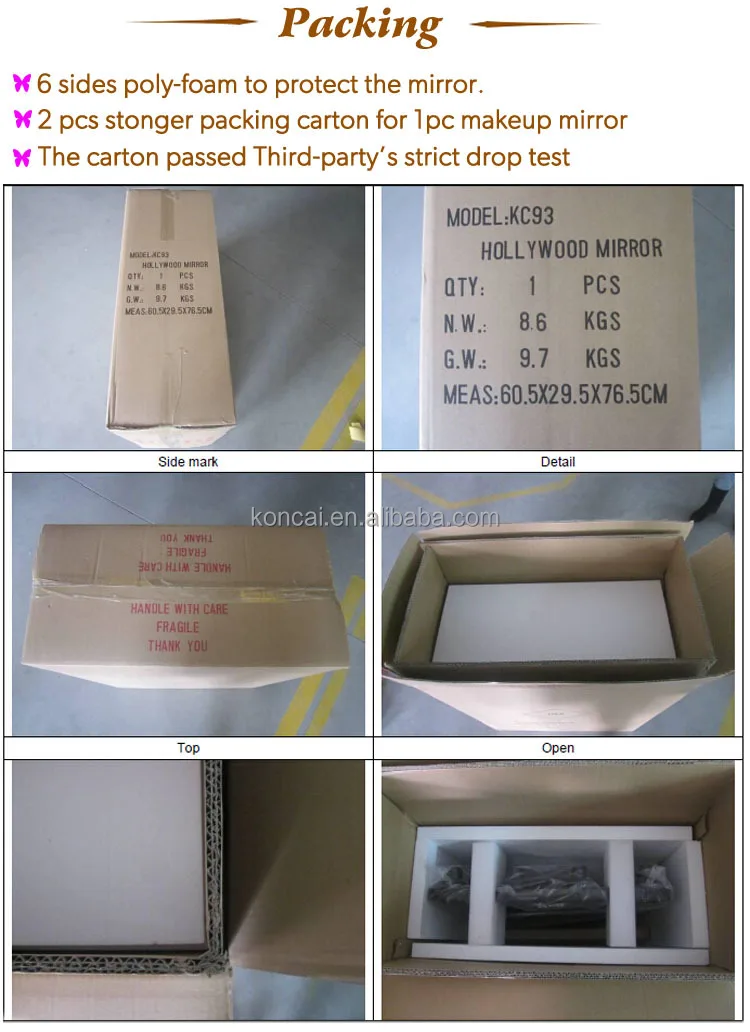 Packing
6 sides poly-foam to protect the mirror.
2 pcs stonger packing carton for 1pc makeup mirror
The carton passed Third-party's strict drop test
MODEL:KC93
HOLLYWOOD MIRROR
QTY: 1 PCS
N.W.: 8.6 KGS
G.W.: 9.7 KGS
MEAS:60.5X29.5X76.5CM
MODEL:KC93
HOLLYWOOD MIRROR
QTY: 1 PCS
N.W.: 8.6 KGS
G.W.: 9.7 KGS
MEAS:60.5X29.5X76.5CM
Side mark
Detail
koncai.en.alibaba.com
THANK YOU
FRAGILE
HANDLE WITH CARE
HANDLE WITH CARE
FRAGILE
THANK YOU
Top
Open